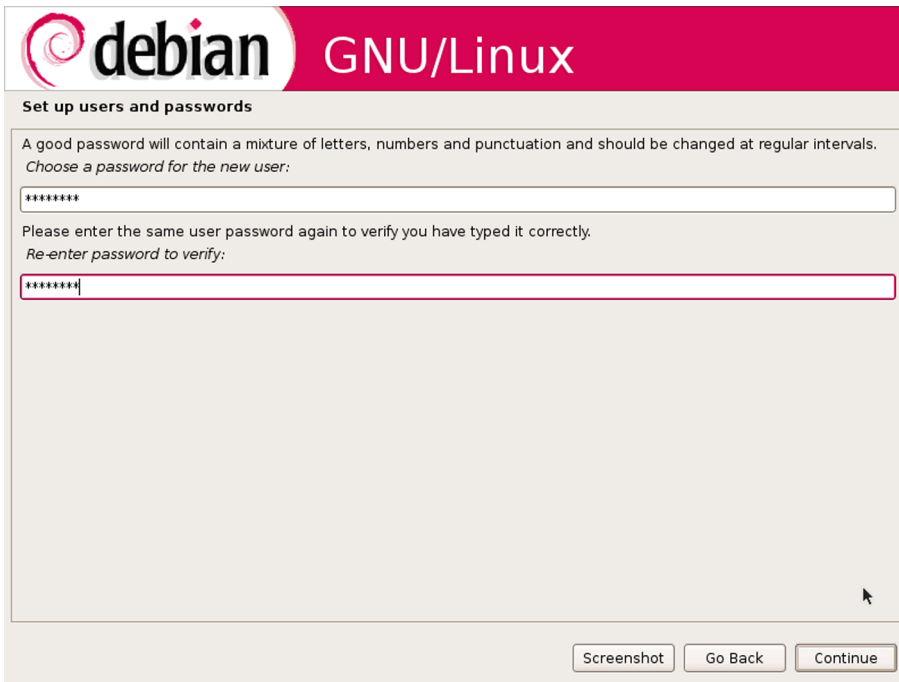 debian GNU/Linux
Set up users and passwords
A good password will contain a mixture of letters, numbers and punctuation and should be changed at regular intervals.
Choose a password for the new user:
********
Please enter the same user password again to verify you have typed it correctly.
Re-enter password to verify:
********
Screenshot Go Back Continue